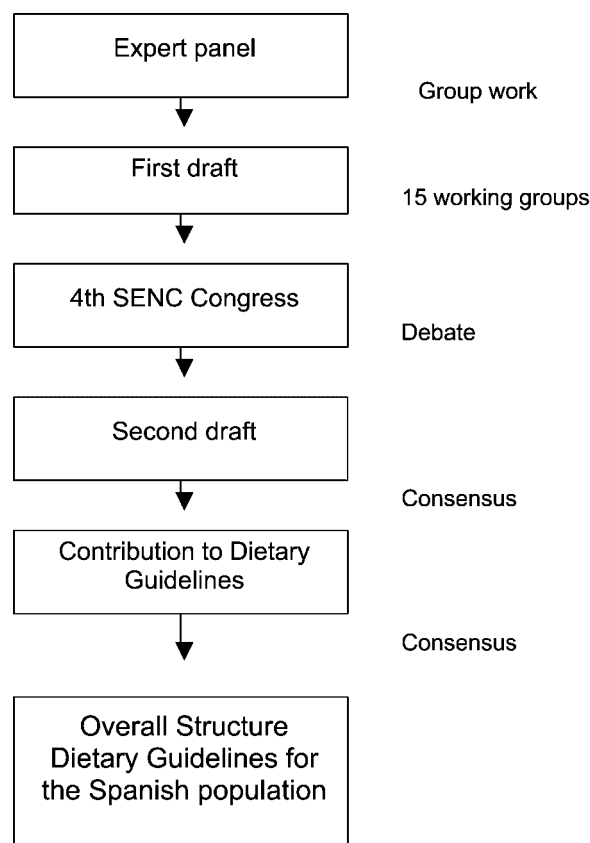 Expert panel
Group work
First draft
15 working groups
4th SENC Congress
Debate
Second draft
Consensus
Contribution to Dietary
Guidelines
Consensus
Overall Structure
Dietary Guidelines for
the Spanish population